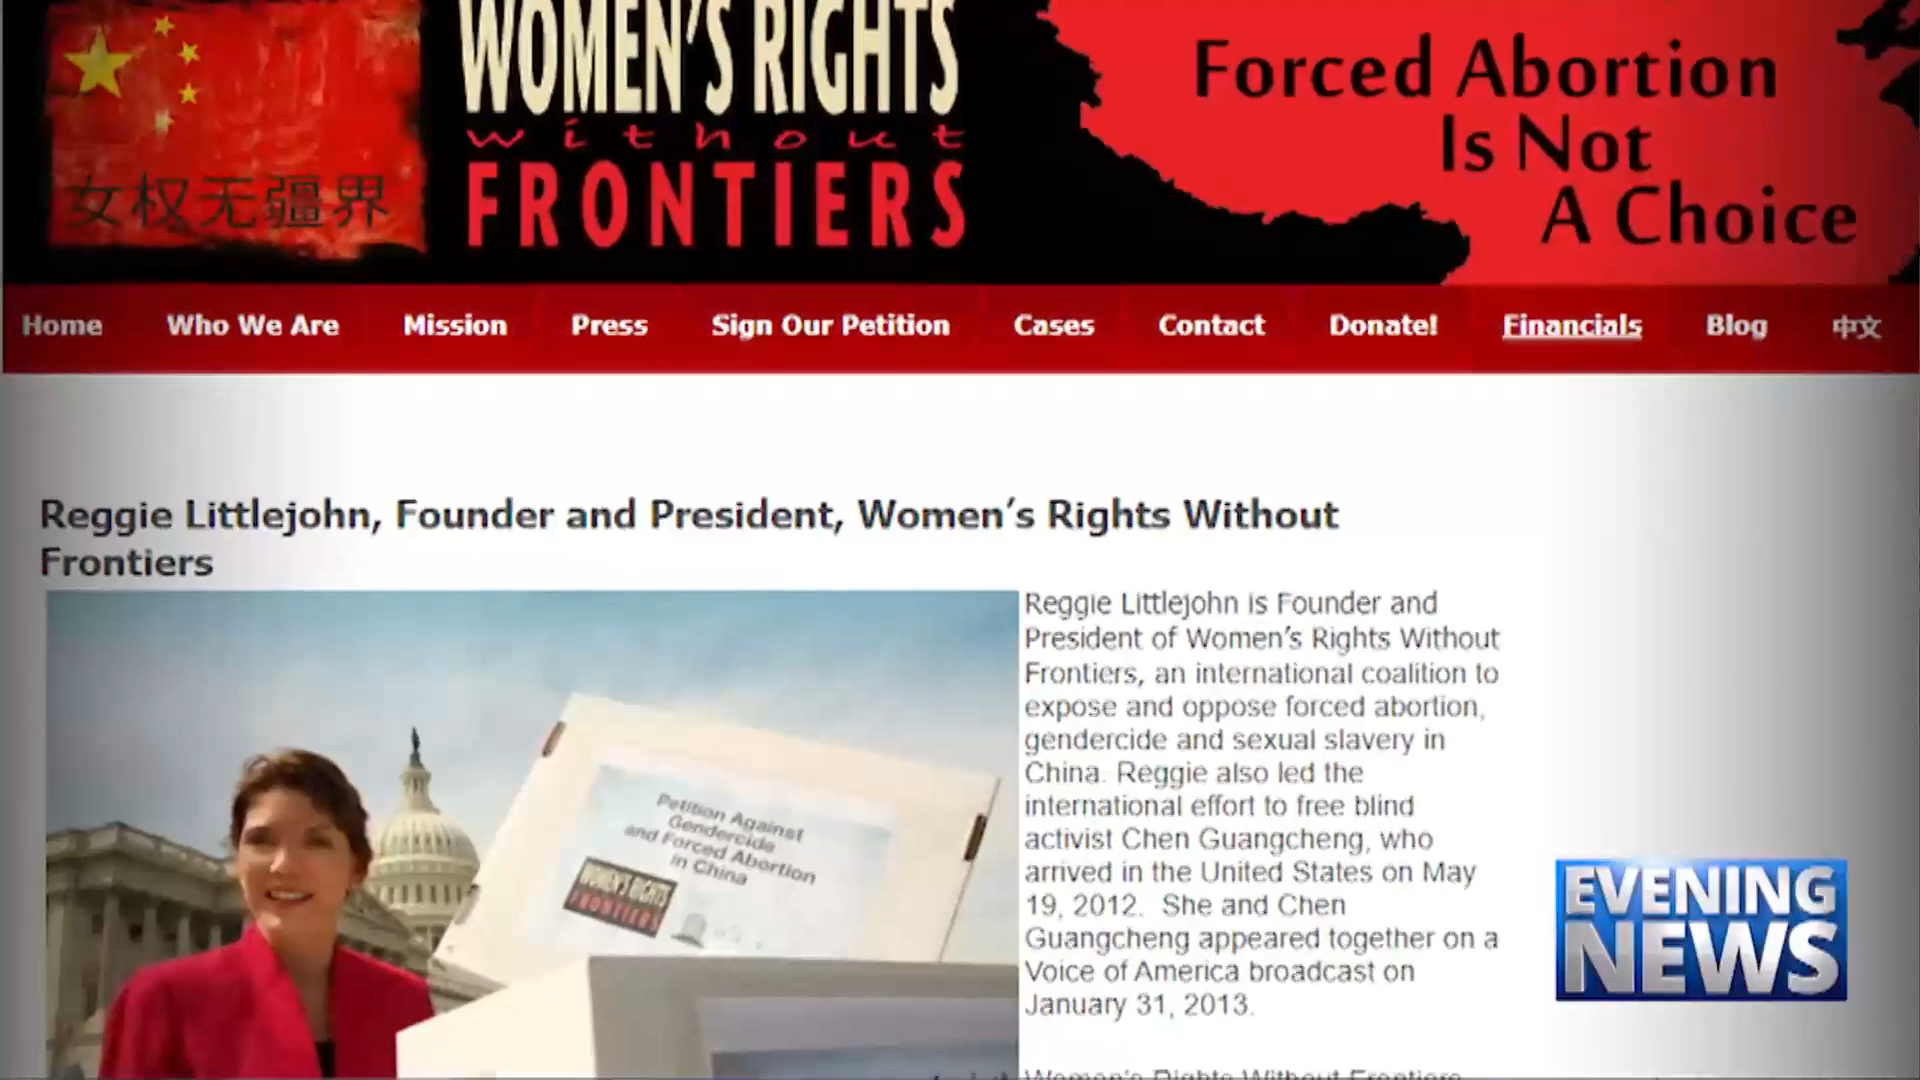 WOMEN'S RIGHTS
without
FRONTIERS
女权无疆界
Forced Abortion
Is Not
A Choice
Home Who We Are Mission Press Sign Our Petition Cases Contact Donate! Financials Blog 中文
Reggie Littlejohn, Founder and President, Women's Rights Without
Frontiers
Petition Against
Gendercide
and Forced Abortion
in China
WOMEN'S RIGHTS
FRONTIERS
Reggie Littlejohn is Founder and
President of Women's Rights Without
Frontiers, an international coalition to
expose and oppose forced abortion,
gendercide and sexual slavery in
China. Reggie also led the
international effort to free blind
activist Chen Guangcheng, who
arrived in the United States on May
19, 2012. She and Chen
Guangcheng appeared together on a
Voice of America broadcast on
January 31, 2013.
Women's Rights Without Frontiers
EVENING
NEWS